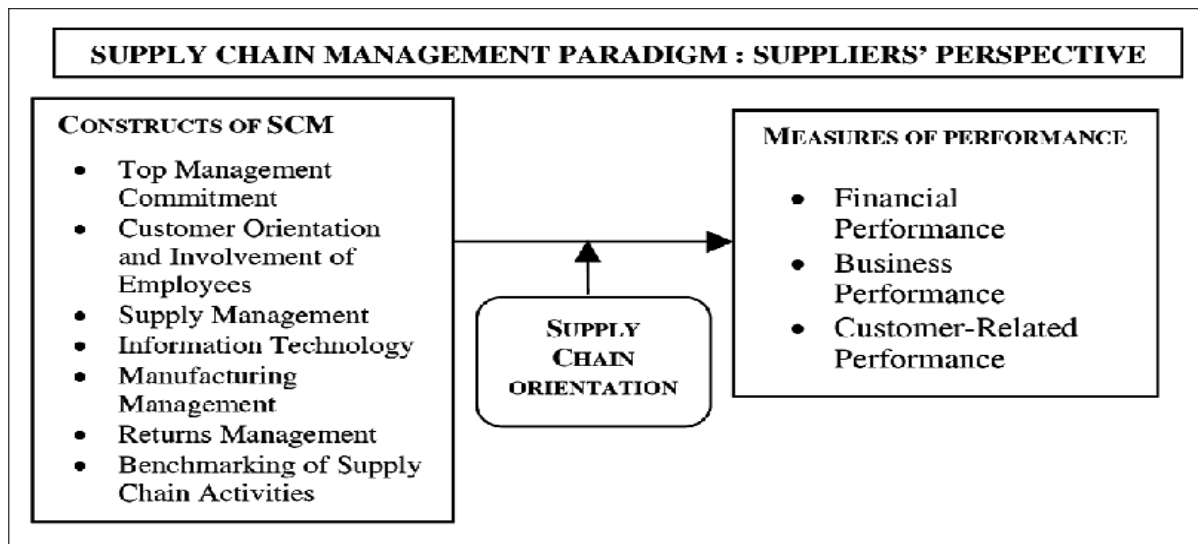 SUPPLY CHAIN MANAGEMENT PARADIGM : SUPPLIERS' PERSPECTIVE
CONSTRUCTS OF SCM
• Top Management
Commitment
• Customer Orientation
and Involvement of
Employees
• Supply Management
• Information Technology
• Manufacturing
Management
• Returns Management
• Benchmarking of Supply
Chain Activities
SUPPLY
CHAIN
ORIENTATION
MEASURES OF PERFORMANCE
• Financial
Performance
• Business
Performance
• Customer-Related
Performance